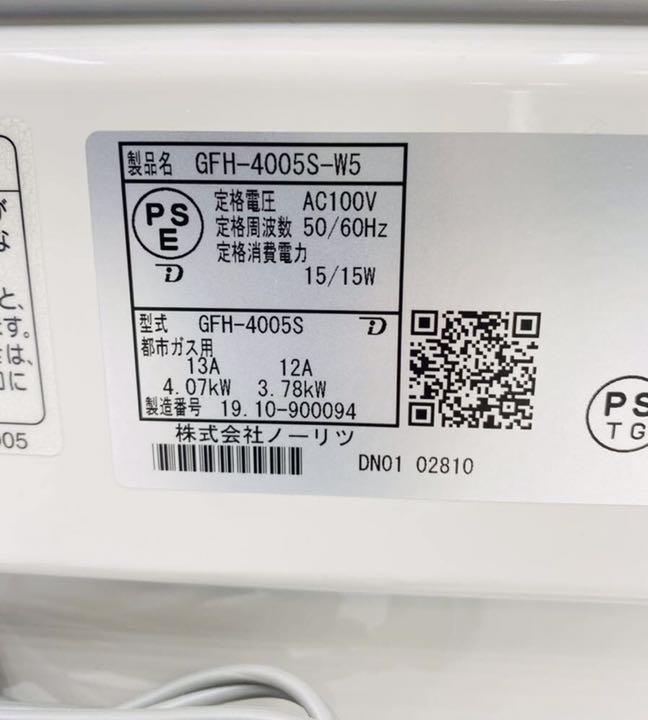 が
な
製品名 GFH-4005S-W5
PS
E
定格電圧 AC100V
定格周波数 50/60Hz
定格消費電力
15/15W
と、
す。
は、
に
005
型式 GFH-4005S
都市ガス用
13A 12A
4.07kW 3.78kW
製造番号 19.10-900094
株式会社ノーリツ
DN01 02810
PS
TG